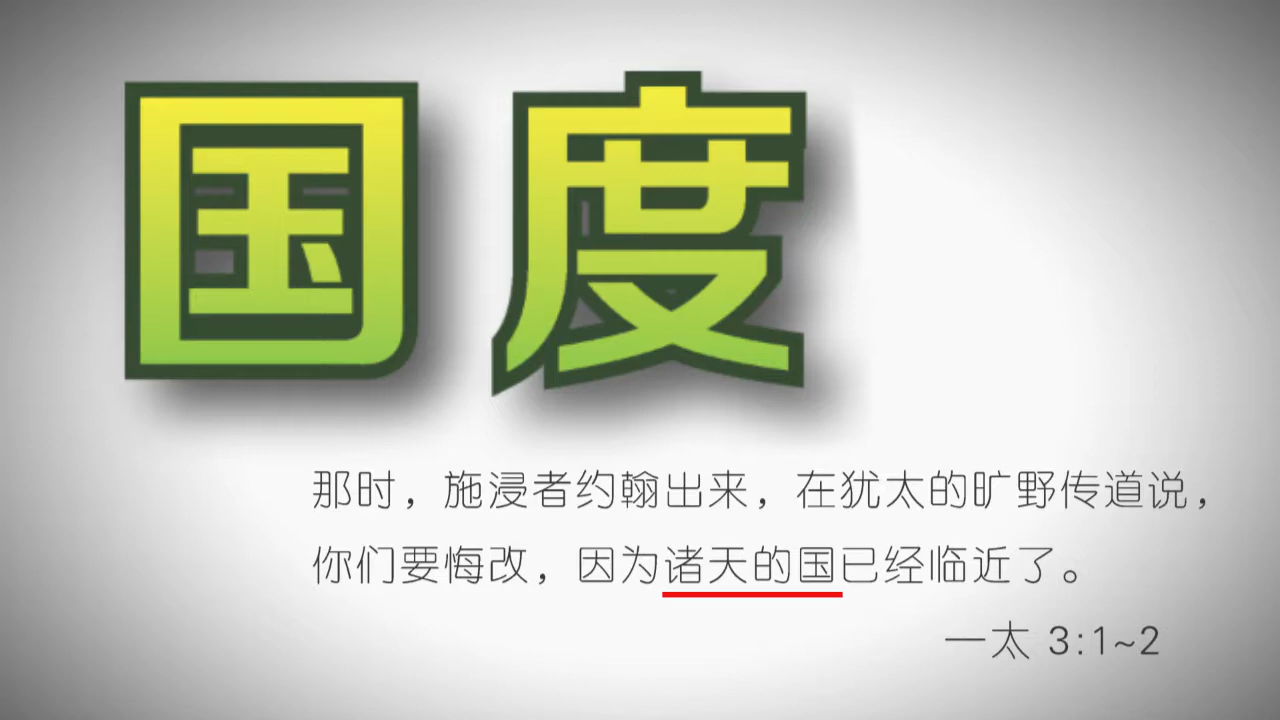 国度
那时，施浸者约翰出来，在犹太的旷野传道说，
你们要悔改，因为诸天的国已经临近了。
—太 3:1~2